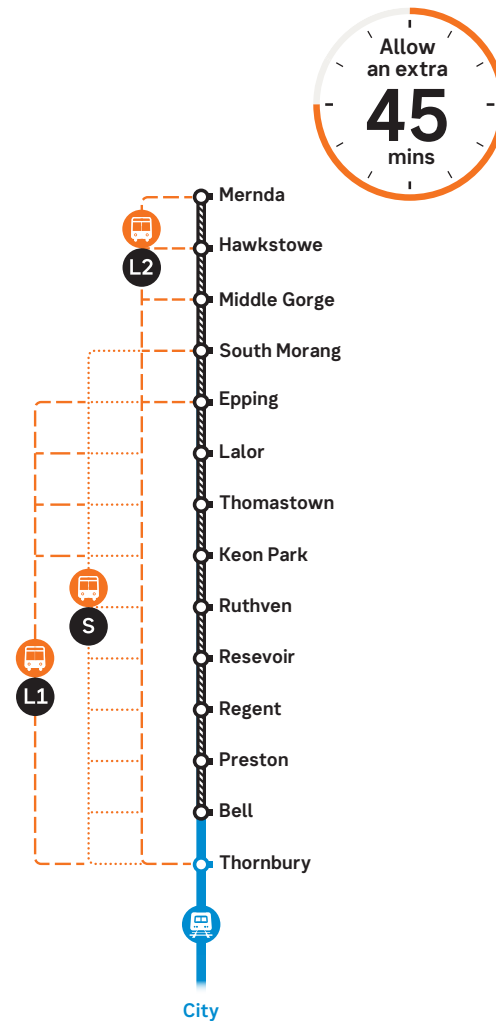 Allow
an extra
45
mins
Mernda
Hawkstowe
L2
Middle Gorge
South Morang
Epping
Lalor
Thomastown
Keon Park
Ruthven
S
Resevoir
L1
Regent
Preston
Bell
Thornbury
City